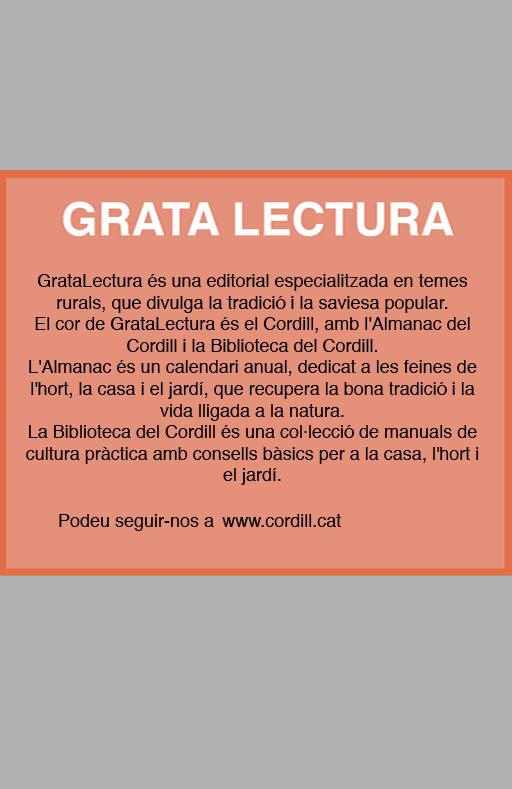 GRATA LECTURA
GrataLectura és una editorial especialitzada en temes
rurals, que divulga la tradició i la saviesa popular.
El cor de GrataLectura és el Cordill, amb l'Almanac del
Cordill i la Biblioteca del Cordill.
L'Almanac és un calendari anual, dedicat a les feines de
l'hort, la casa i el jardí, que recupera la bona tradició i la
vida lligada a la natura.
La Biblioteca del Cordill és una col·lecció de manuals de
cultura pràctica amb consells bàsics per a la casa, l'hort i
el jardí.
Podeu seguir-nos a www.cordill.cat